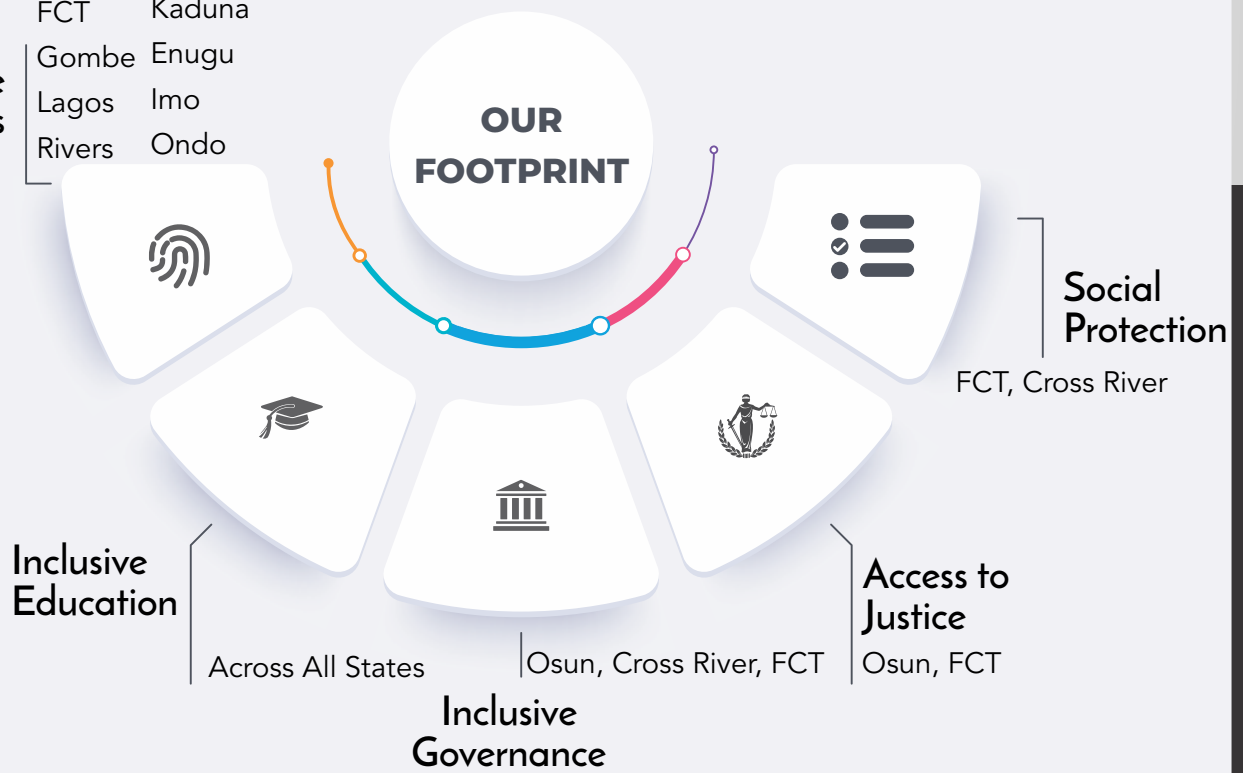 FCT Kaduna
Gombe Enugu
Lagos Imo
Rivers Ondo
OUR
FOOTPRINT
Social
Protection
FCT, Cross River
Inclusive
Education
Across All States
Osun, Cross River, FCT
Inclusive
Governance
Access to
Justice
Osun, FCT